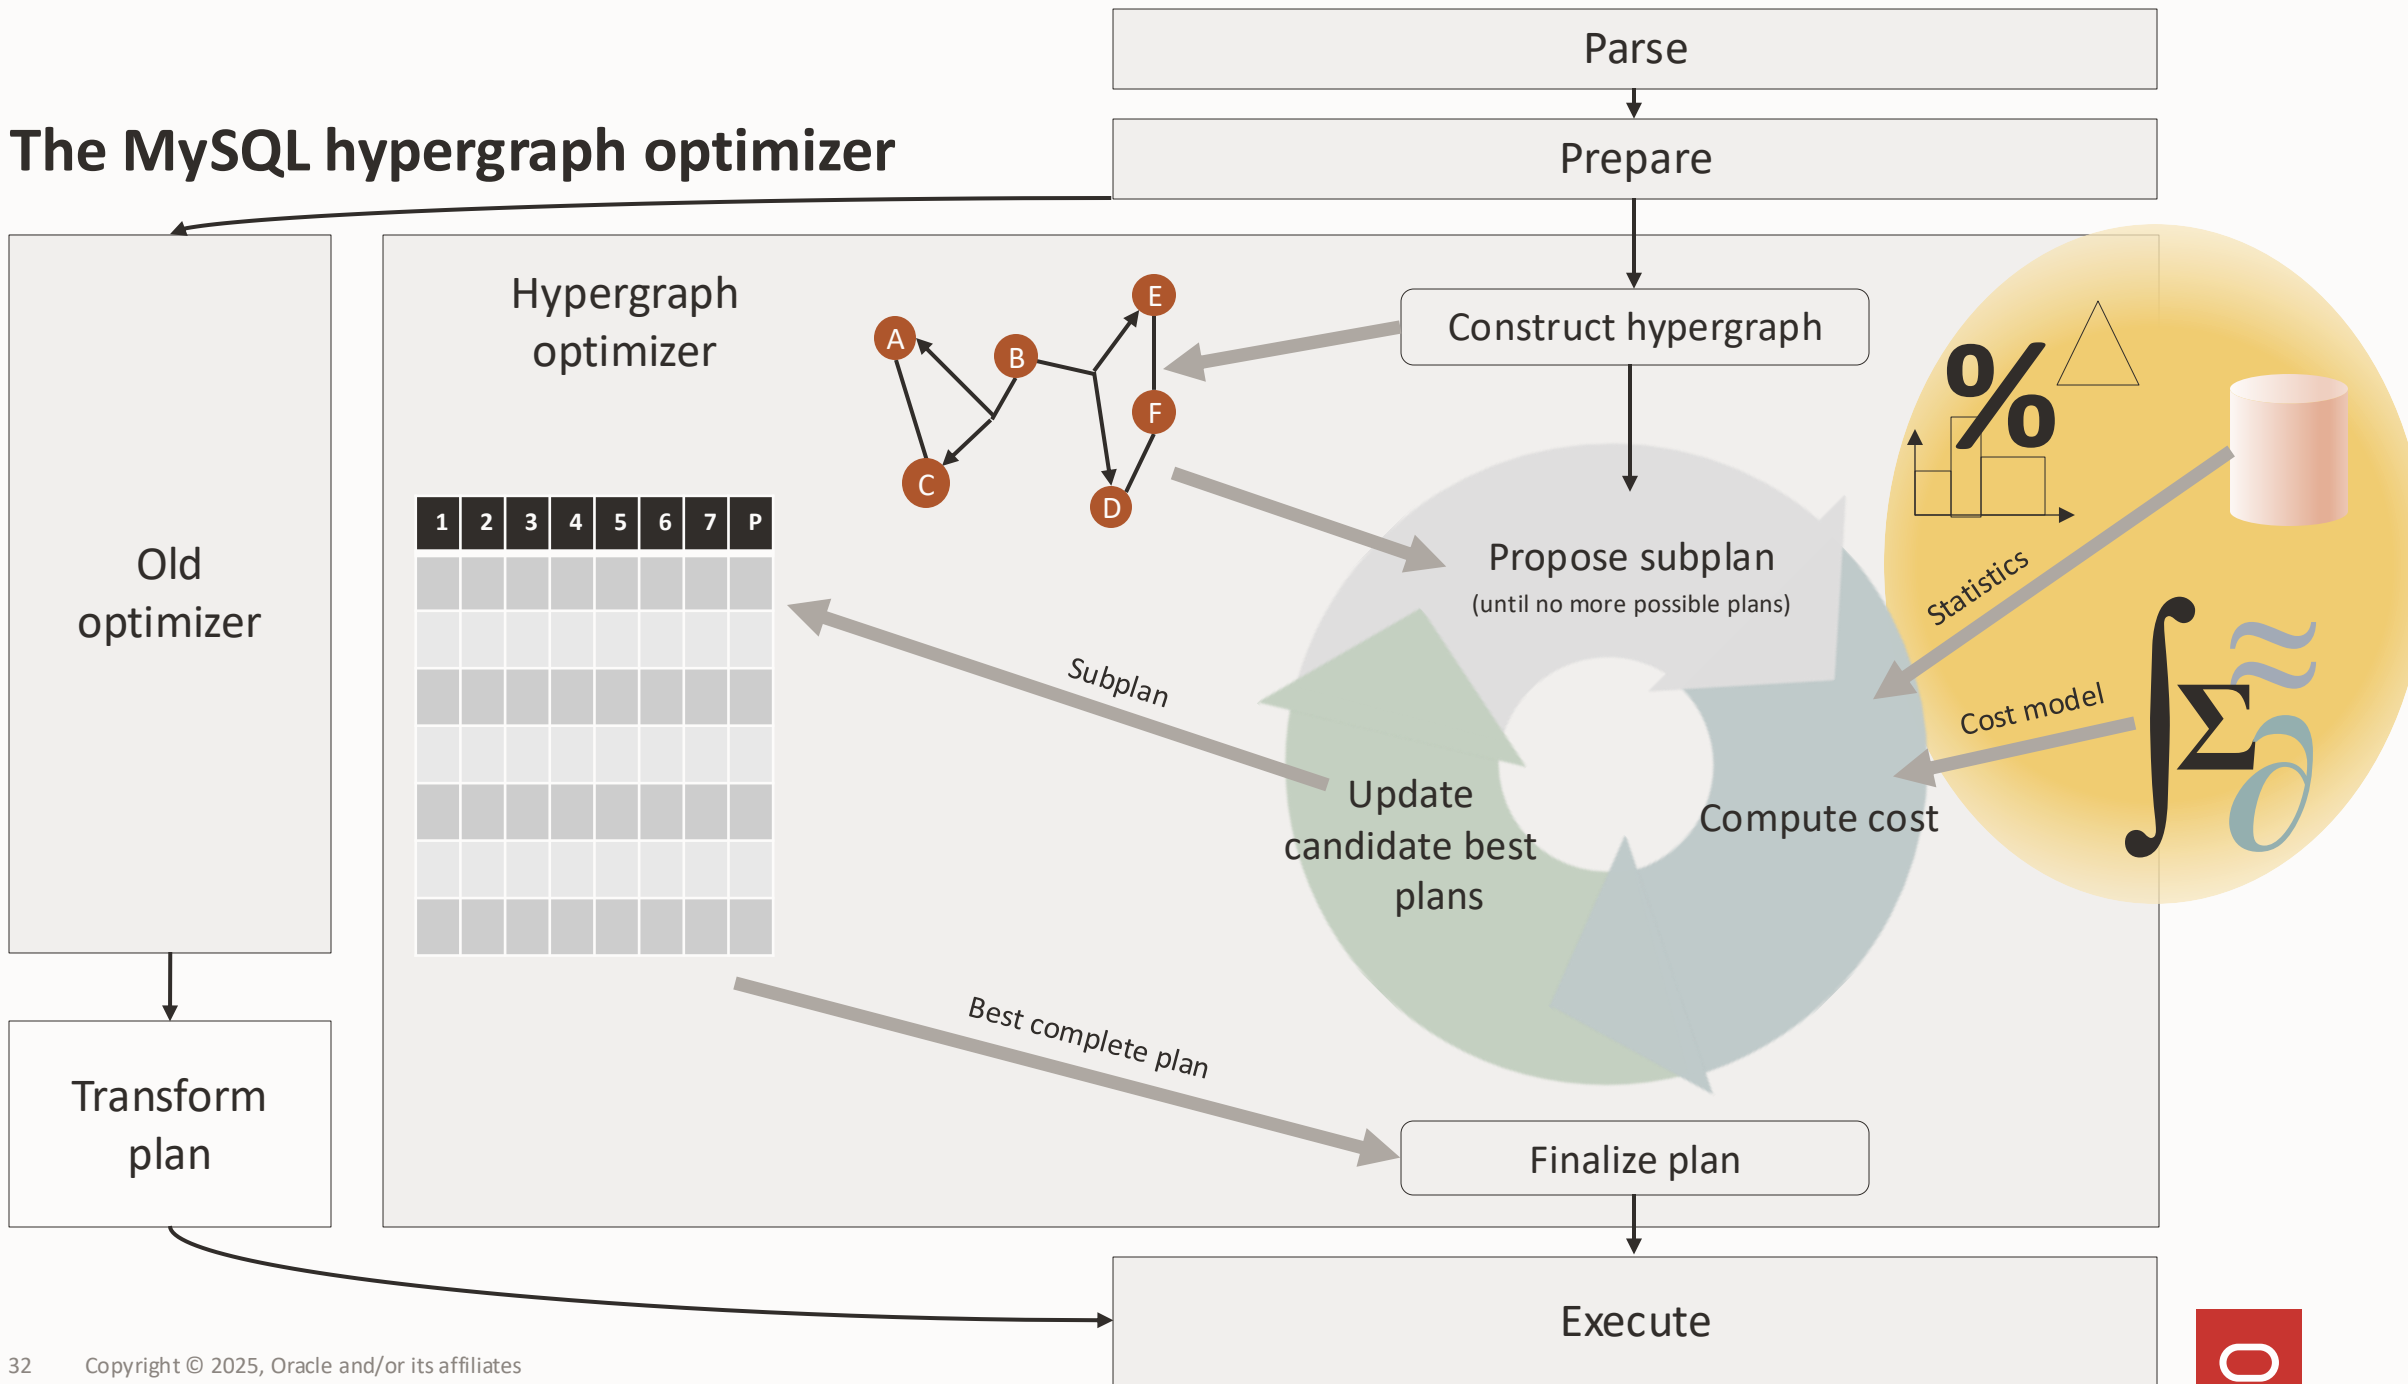 Parse
The MySQL hypergraph optimizer
Prepare
Hypergraph
optimizer
A
B
C
D
E
F
Construct hypergraph
%
1 2 3 4 5 6 7 P
Old
optimizer
Propose subplan
(until no more possible plans)
Statistics
Subplan
Cost model
∫ Σ ≈ ≈ ∂
Update
candidate best
plans
Compute cost
Best complete plan
Transform
plan
Finalize plan
Execute
32 Copyright © 2025, Oracle and/or its affiliates